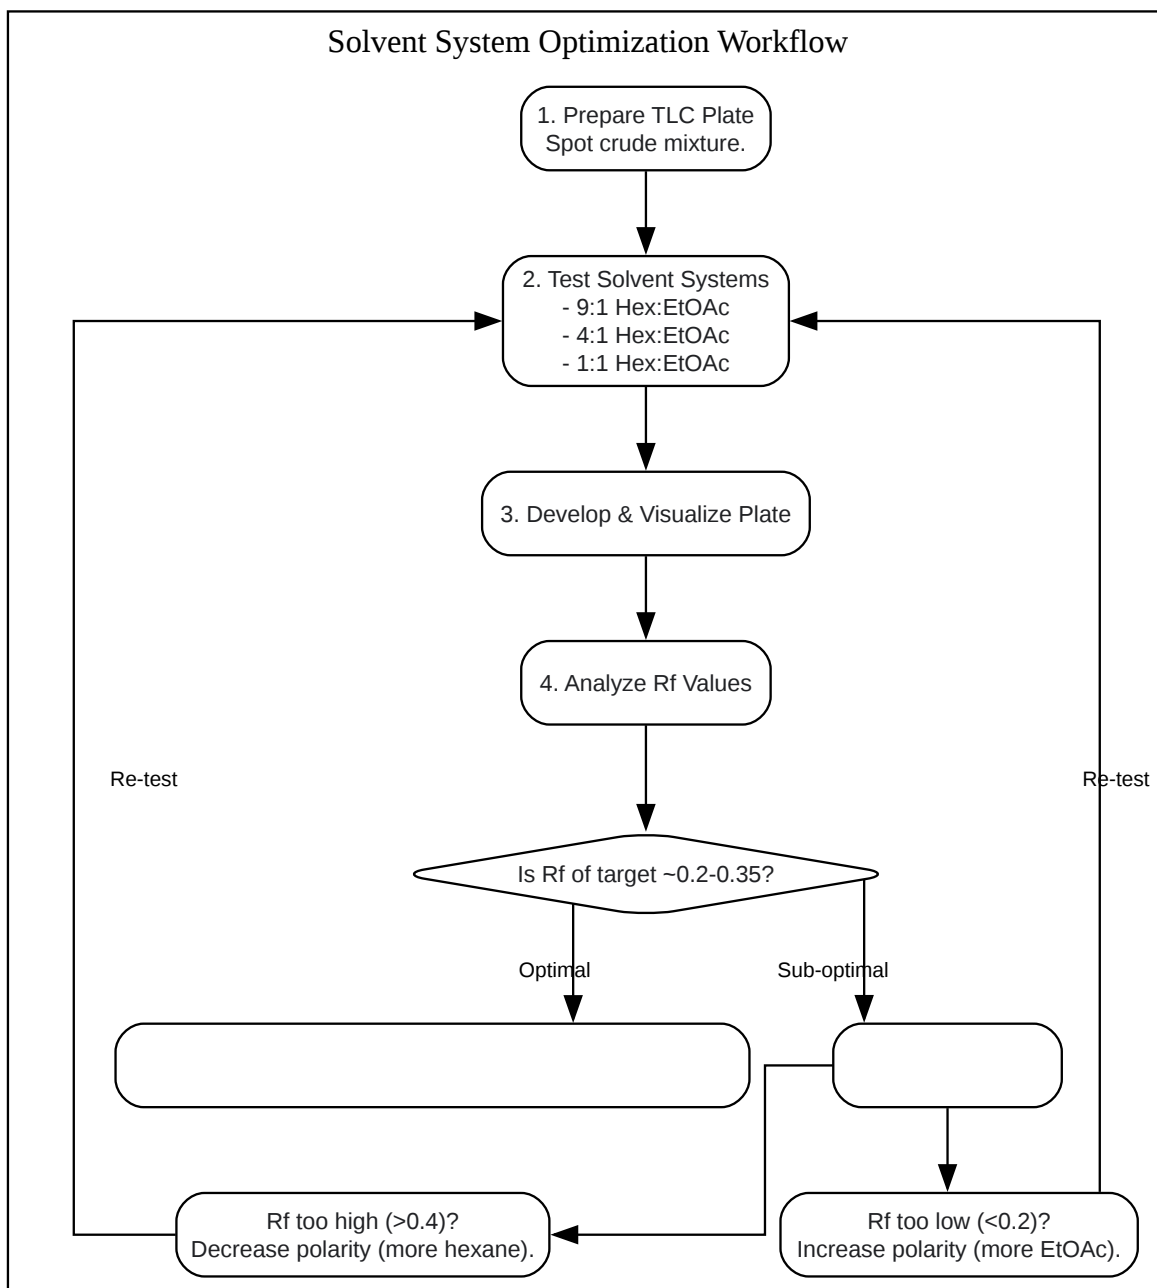 Solvent System Optimization Workflow
1. Prepare TLC Plate
Spot crude mixture.
2. Test Solvent Systems
- 9:1 Hex:EtOAc
- 4:1 Hex:EtOAc
- 1:1 Hex:EtOAc
3. Develop & Visualize Plate
4. Analyze Rf Values
Re-test
Re-test
Is Rf of target ~0.2-0.35?
Optimal
Sub-optimal
Rf too high (>0.4)?
Decrease polarity (more hexane).
Rf too low (<0.2)?
Increase polarity (more EtOAc).